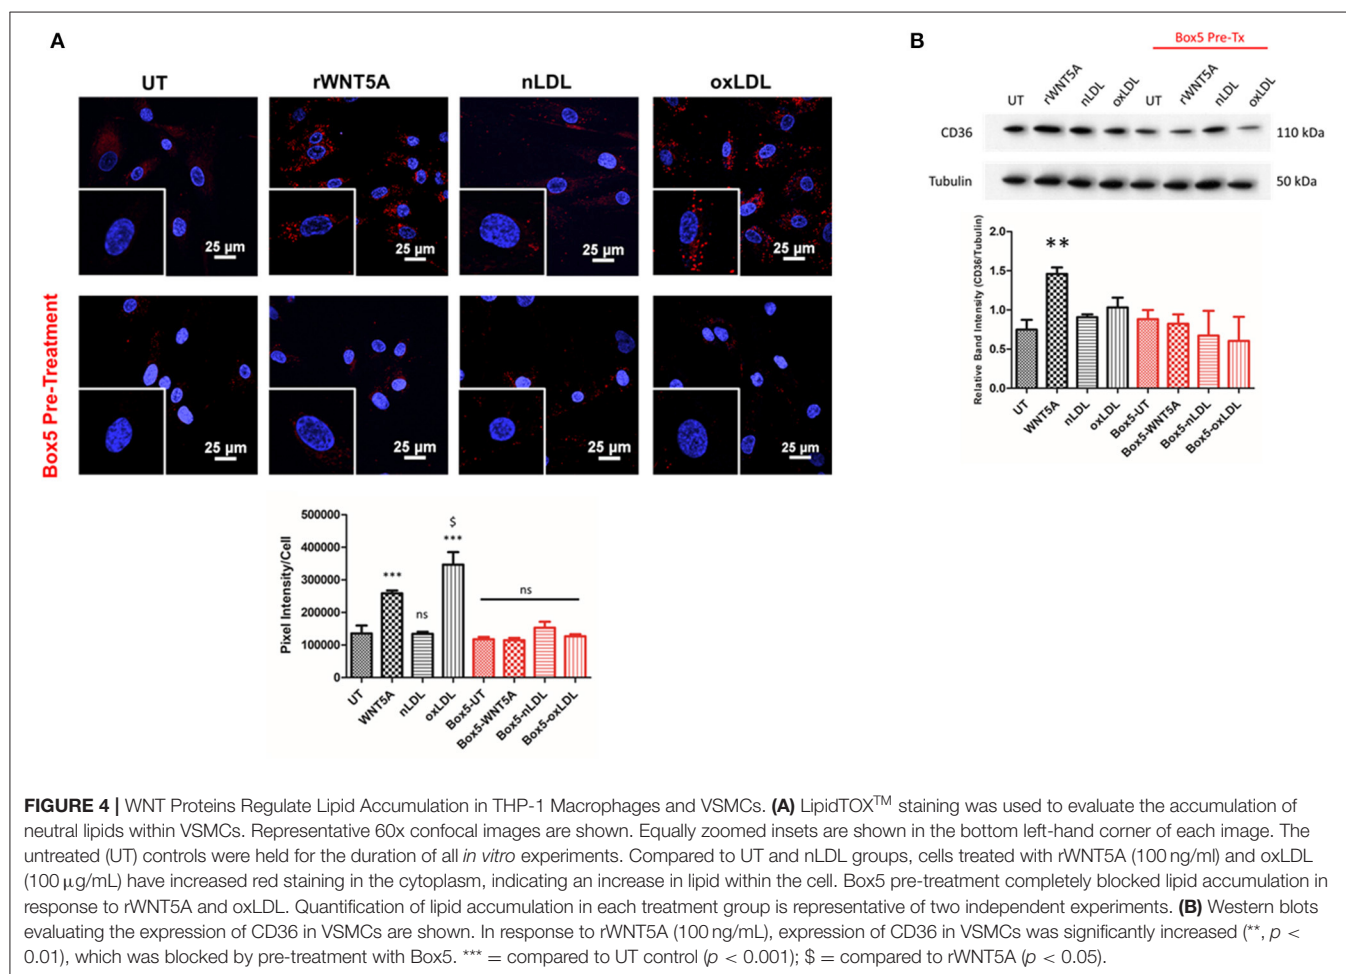 A
UT
rWNT5A
nLDL
oxLDL
25 µm
25 µm
25 µm
25 µm
Box5 Pre-Treatment
25 µm
25 µm
25 µm
25 µm
Pixel Intensity/Cell
500000
400000
300000
200000
100000
0
***
ns
$
***
ns
UT
WNT5A
nLDL
oxLDL
Box5-UT
Box5-WNT5A
Box5-nLDL
Box5-oxLDL
B
Box5 Pre-Tx
UT
rWNT5A
nLDL
oxLDL
UT
rWNT5A
nLDL
oxLDL
CD36
110 kDa
Tubulin
50 kDa
Relative Band Intensity (CD36/Tubulin)
2.0
1.5
1.0
0.5
0.0
**
UT
WNT5A
nLDL
oxLDL
Box5-UT
Box5-WNT5A
Box5-nLDL
Box5-oxLDL
FIGURE 4 | WNT Proteins Regulate Lipid Accumulation in THP-1 Macrophages and VSMCs. (A) LipidTOX™ staining was used to evaluate the accumulation of
neutral lipids within VSMCs. Representative 60x confocal images are shown. Equally zoomed insets are shown in the bottom left-hand corner of each image. The
untreated (UT) controls were held for the duration of all in vitro experiments. Compared to UT and nLDL groups, cells treated with rWNT5A (100 ng/ml) and oxLDL
(100 µg/mL) have increased red staining in the cytoplasm, indicating an increase in lipid within the cell. Box5 pre-treatment completely blocked lipid accumulation in
response to rWNT5A and oxLDL. Quantification of lipid accumulation in each treatment group is representative of two independent experiments. (B) Western blots
evaluating the expression of CD36 in VSMCs are shown. In response to rWNT5A (100 ng/mL), expression of CD36 in VSMCs was significantly increased (**, p <
0.01), which was blocked by pre-treatment with Box5. *** = compared to UT control (p < 0.001); $ = compared to rWNT5A (p < 0.05).